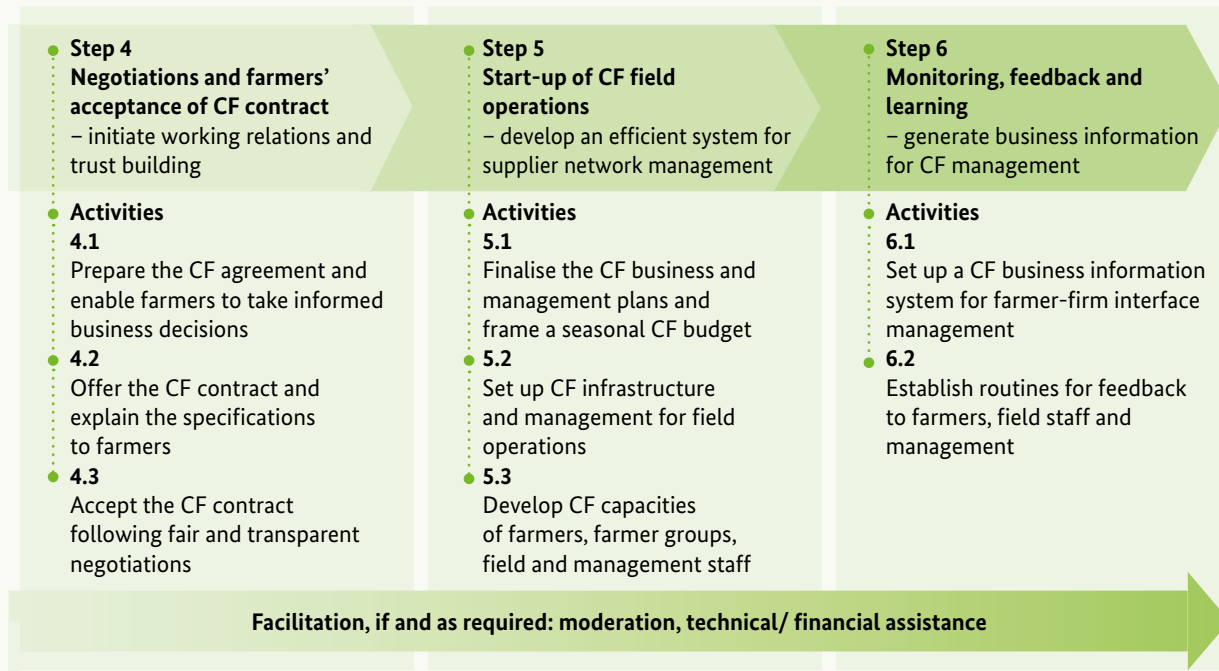 Step 4
Negotiations and farmers'
acceptance of CF contract
– initiate working relations and
trust building
Activities
4.1
Prepare the CF agreement and
enable farmers to take informed
business decisions
4.2
Offer the CF contract and
explain the specifications
to farmers
4.3
Accept the CF contract
following fair and transparent
negotiations
Step 5
Start-up of CF field
operations
– develop an efficient system for
supplier network management
Activities
5.1
Finalise the CF business and
management plans and
frame a seasonal CF budget
5.2
Set up CF infrastructure
and management for field
operations
5.3
Develop CF capacities
of farmers, farmer groups,
field and management staff
Step 6
Monitoring, feedback and
learning
– generate business information
for CF management
Activities
6.1
Set up a CF business information
system for farmer-firm interface
management
6.2
Establish routines for feedback
to farmers, field staff and
management
Facilitation, if and as required: moderation, technical/ financial assistance